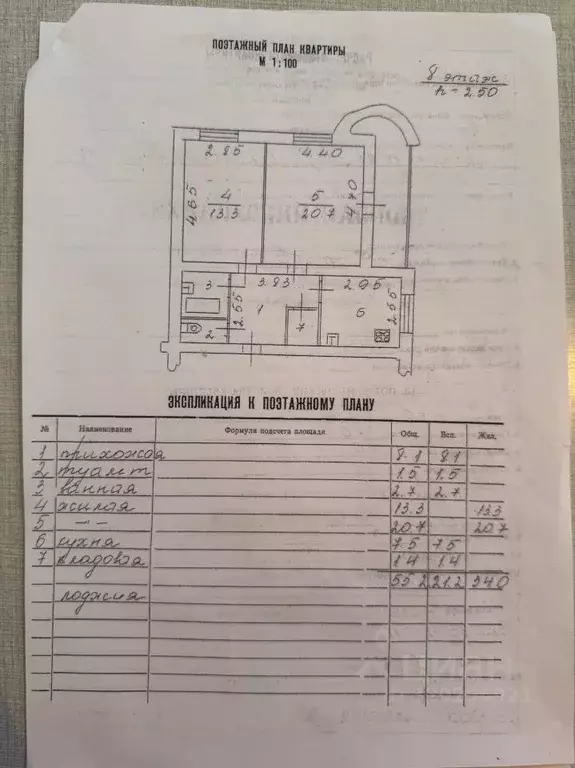 ПОЭТАЖНЫЙ ПЛАН КВАРТИРЫ
М 1:100
8 этаж
h-2.50
2.85 4.40
4.65 4 13.3 5 20.7 4.70
3 3.83 2.95
2.55 1 7 6 2.55
2
ЭКСПЛИКАЦИЯ К ПОЭТАЖНОМУ ПЛАНУ
№ Наименование Формула подсчета площади Общ. Всп. Жил.
1 прихожая 8.1 8.1
2 туалет 1.5 1.5
3 ванная 2.7 2.7
4 жилая 13.3 13.3
5 –"– 20.7 20.7
6 кухня 7.5 7.5
7 кладовая 1.4 1.4
55.2 21.2 34.0
лоджия